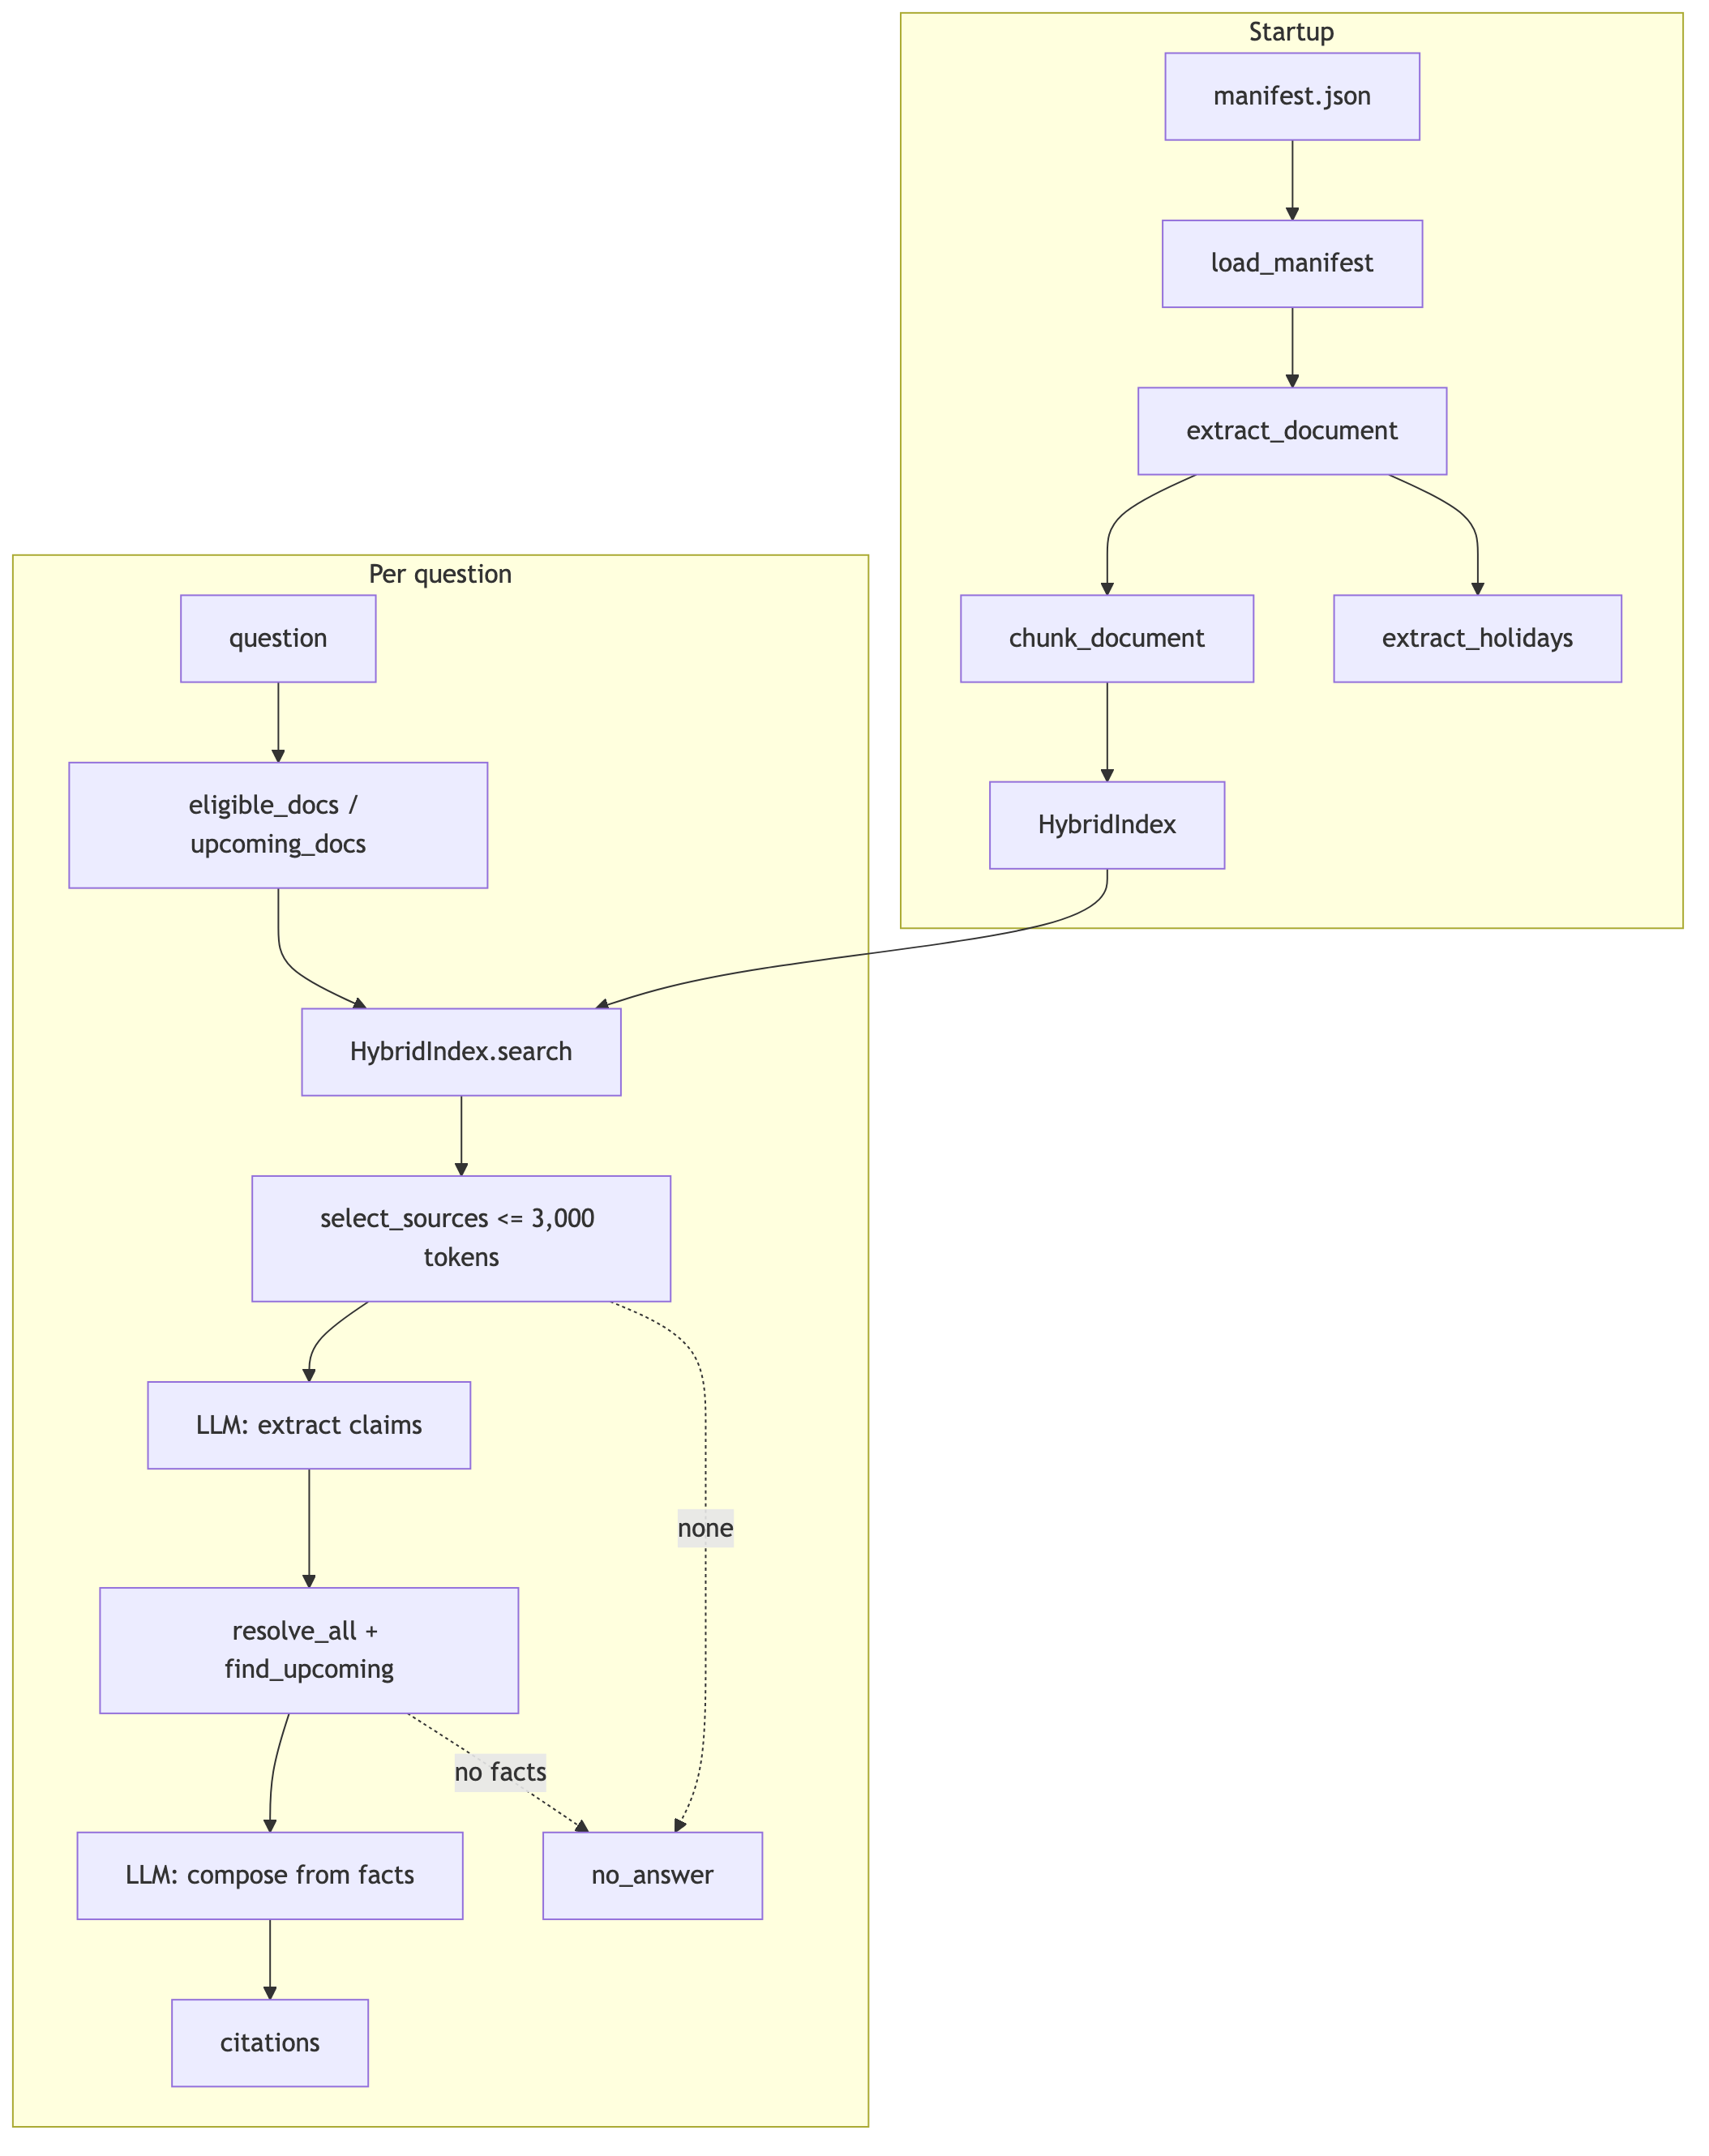 Startup
manifest.json
load_manifest
extract_document
chunk_document
extract_holidays
HybridIndex
Per question
question
eligible_docs /
upcoming_docs
HybridIndex.search
select_sources <= 3,000
tokens
LLM: extract claims
none
resolve_all +
find_upcoming
no facts
LLM: compose from facts
no_answer
citations